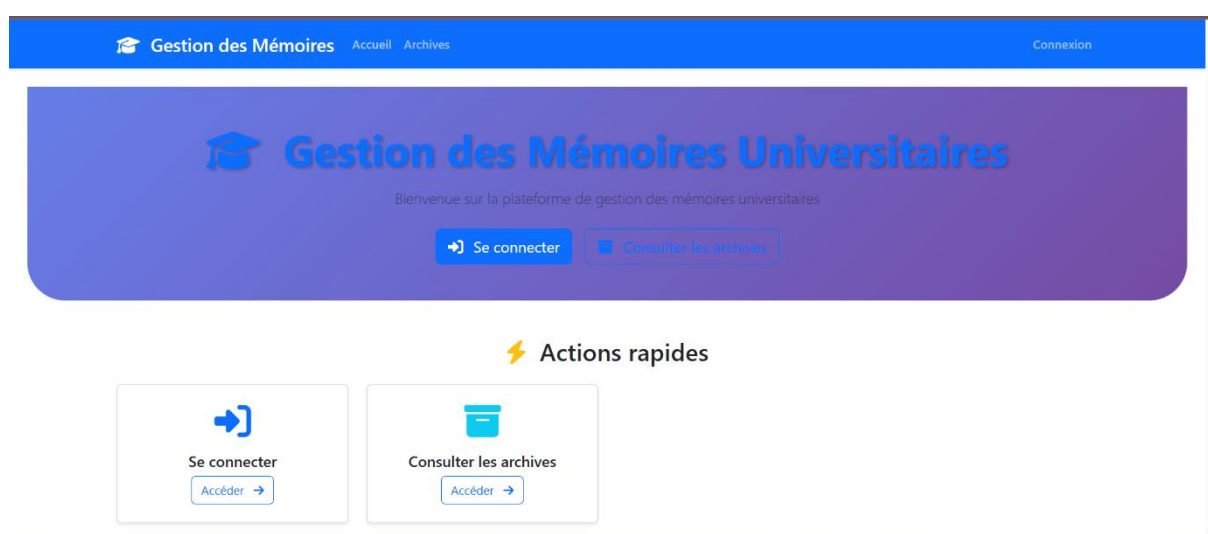 Gestion des Mémoires Accueil Archives Connexion
Gestion des Mémoires Universitaires
Bienvenue sur la plateforme de gestion des mémoires universitaires
Se connecter Consulter les archives
Actions rapides
Se connecter Consulter les archives
Accéder → Accéder →